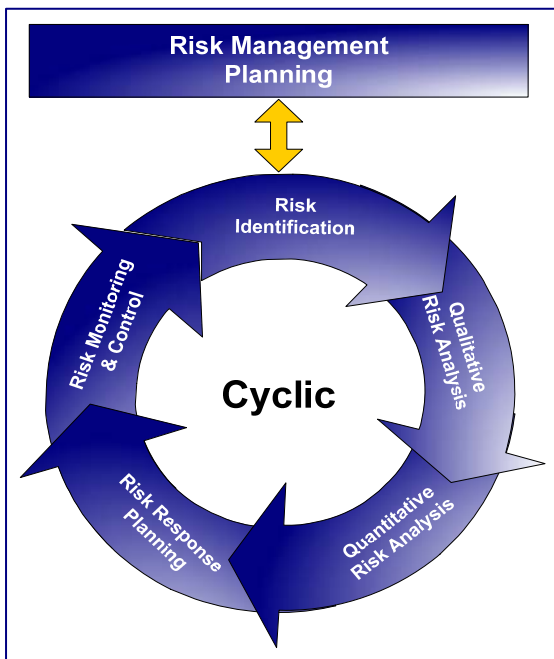 Risk Management
Planning
Risk
Identification
Qualitative
Risk Analysis
Quantitative
Risk Analysis
Risk Response
Planning
Risk Monitoring
& Control
Cyclic